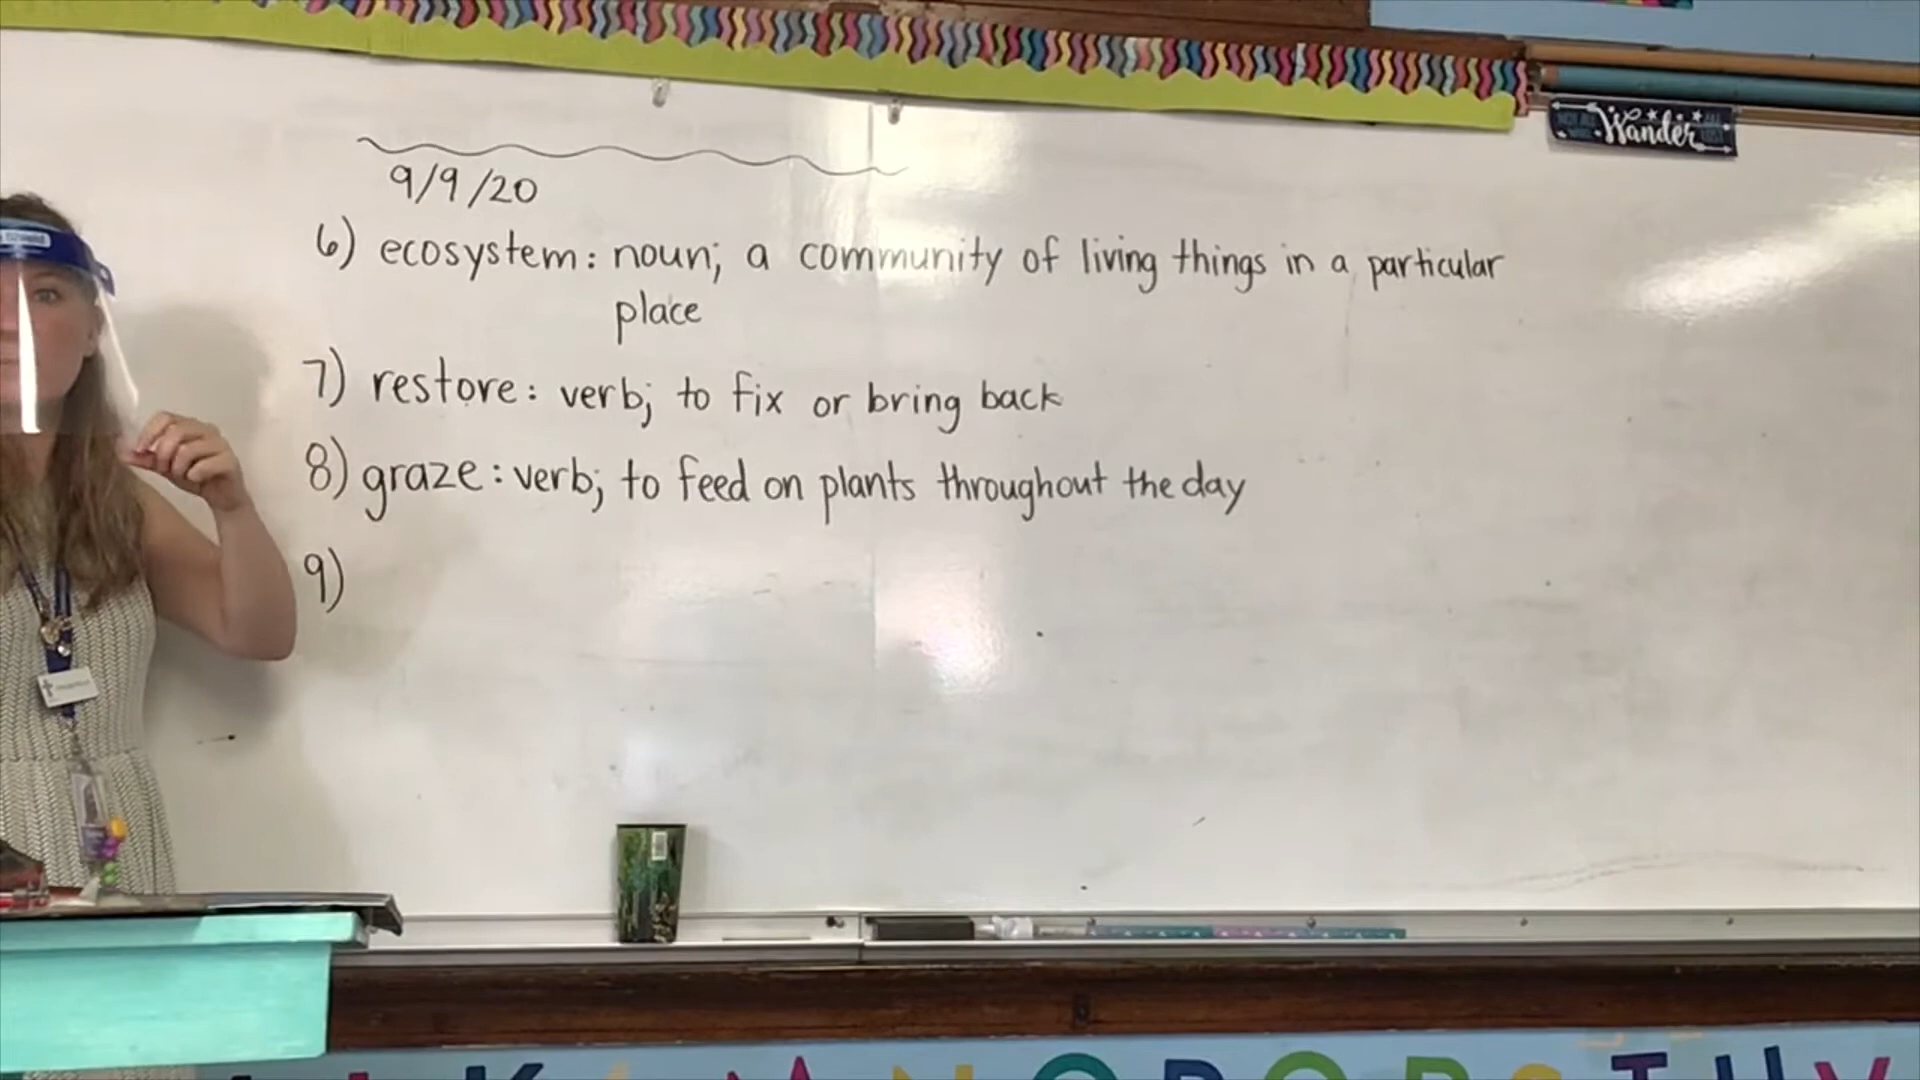 Wander
9/9/20
6) ecosystem: noun; a community of living things in a particular
place
7) restore: verb; to fix or bring back
8) graze: verb; to feed on plants throughout the day
9)